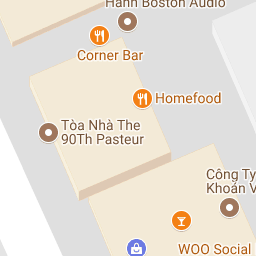 Hanh Boston Audio
Corner Bar
Homefood
Tòa Nhà The
90Th Pasteur
Công Ty
Khoán V
WOO Social